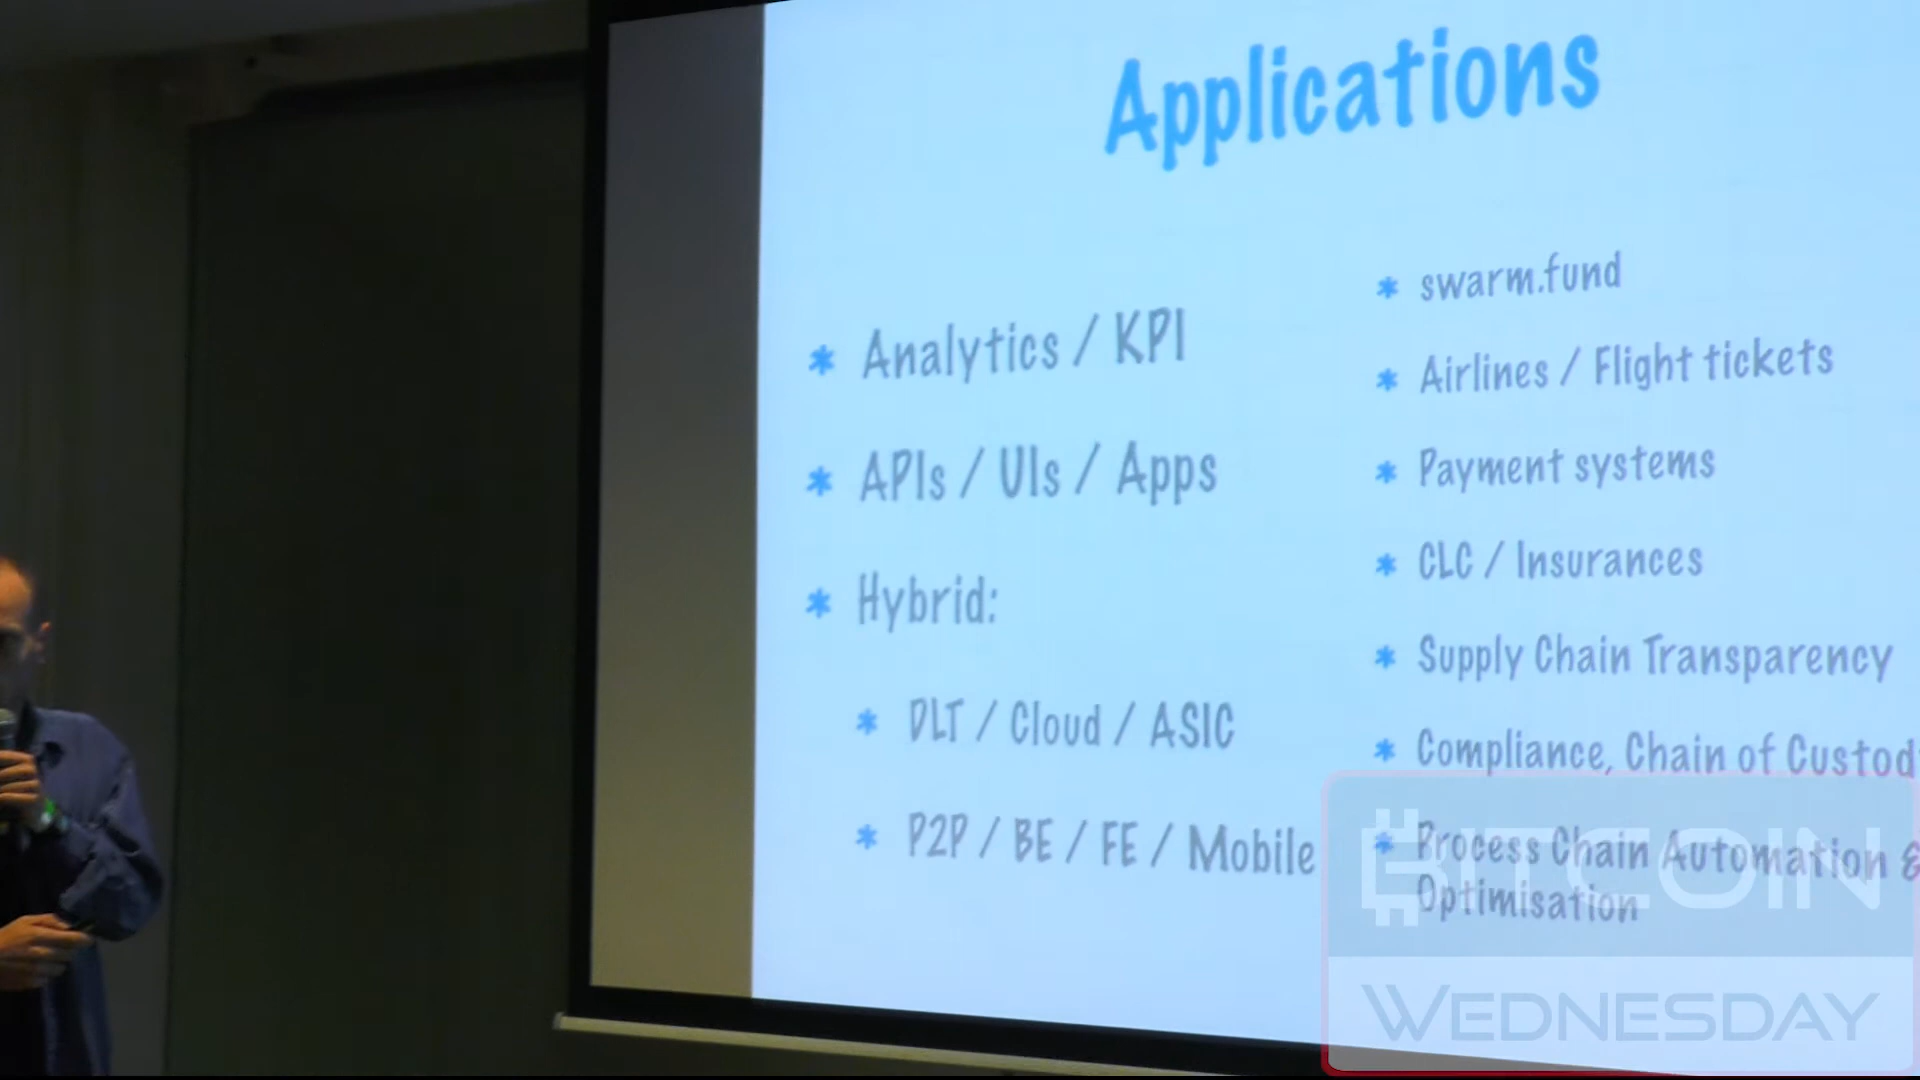 Applications
* Analytics / KPI
* APIs / UIs / Apps
* Hybrid:
* DLT / Cloud / ASIC
* P2P / BE / FE / Mobile
* swarm.fund
* Airlines / Flight tickets
* Payment systems
* CLC / Insurances
* Supply Chain Transparency
* Compliance, Chain of Custod
* Process Chain Automation &
Optimisation
BITCOIN
WEDNESDAY